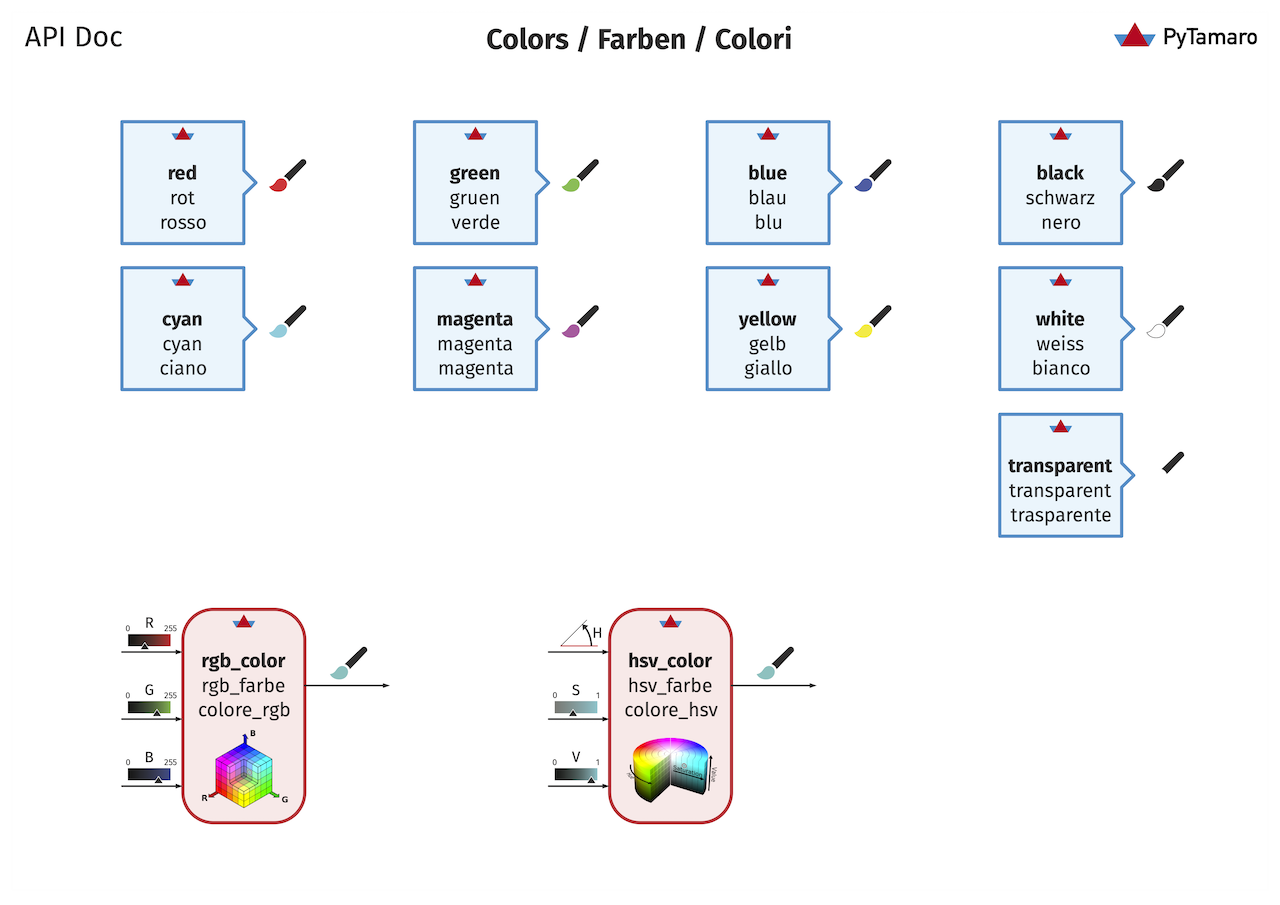 API Doc
Colors / Farben / Colori
PyTamaro
red
rot
rosso
green
gruen
verde
blue
blau
blu
black
schwarz
nero
cyan
cyan
ciano
magenta
magenta
magenta
yellow
gelb
giallo
white
weiss
bianco
transparent
transparent
trasparente
R
0 255
G
0 255
B
0 255
rgb_color
rgb_farbe
colore_rgb
B
R
G
H
S
0 1
V
0 1
hsv_color
hsv_farbe
colore_hsv
Saturation
Value